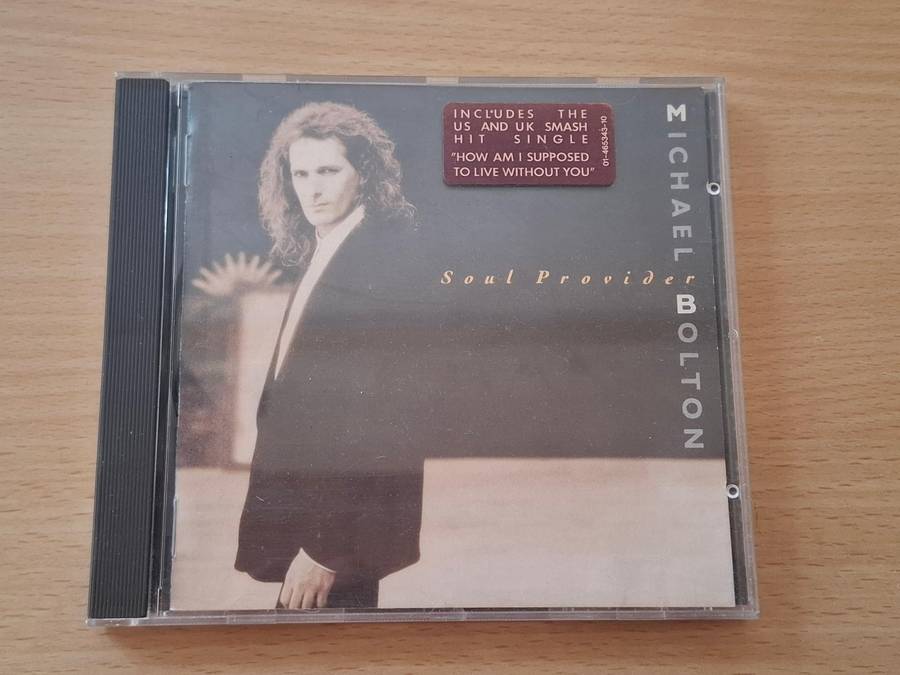 INCLUDES THE
US AND UK SMASH
HIT SINGLE
"HOW AM I SUPPOSED
TO LIVE WITHOUT YOU"
01-465343-10
Soul Provider
MICHAEL BOLTON